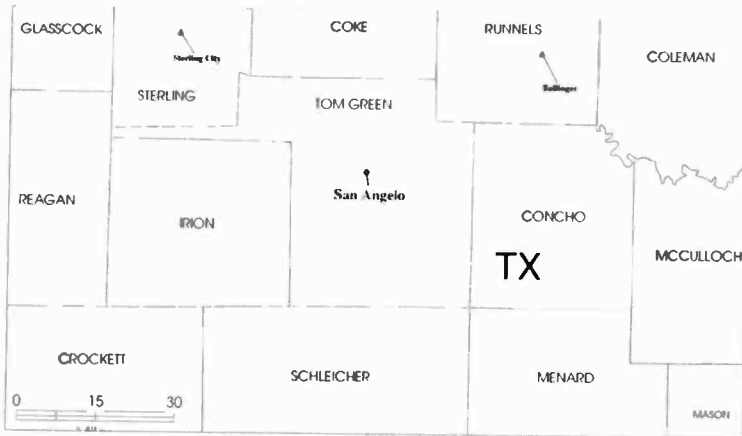 GLASSCOCK
COKE
RUNNELS
COLEMAN
Sterling City
Ballinger
STERLING
TOM GREEN
REAGAN
San Angelo
IRION
CONCHO
TX
MCCULLOCH
CROCKETT
SCHLEICHER
MENARD
0 15 30
MASON